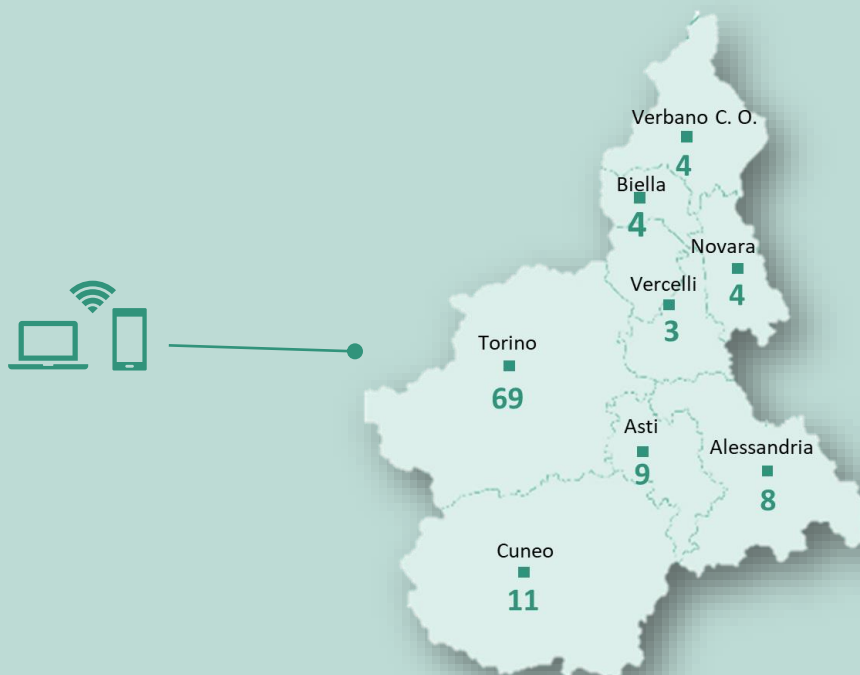 Verbano C. O.
4
Biella
4
Novara
4
Vercelli
3
Torino
69
Asti
9
Alessandria
8
Cuneo
11